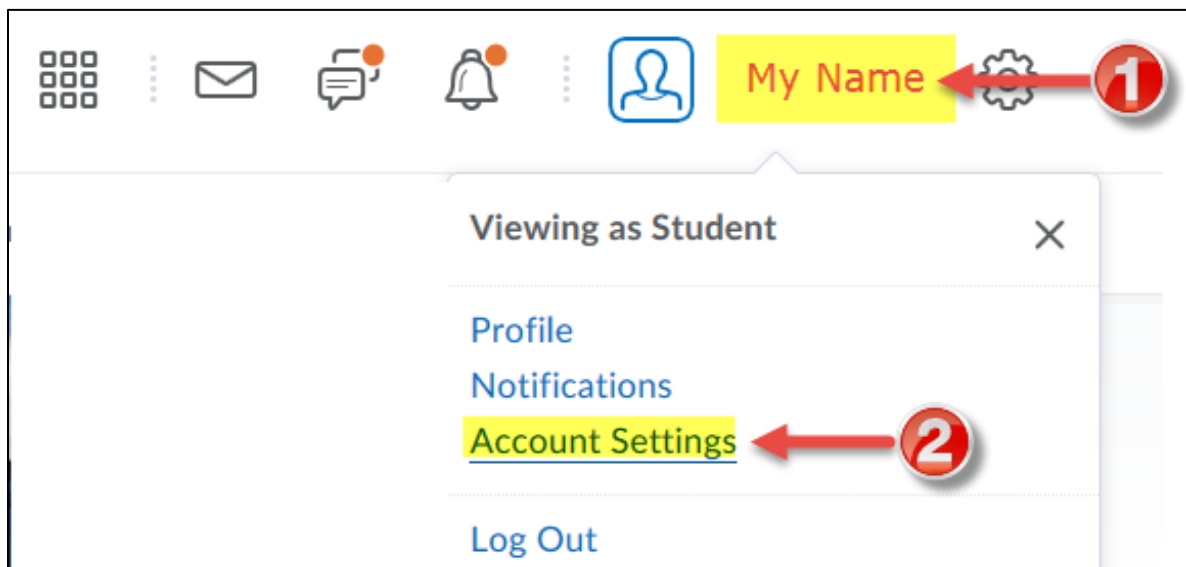 My Name
1
Viewing as Student
Profile
Notifications
Account Settings
2
Log Out